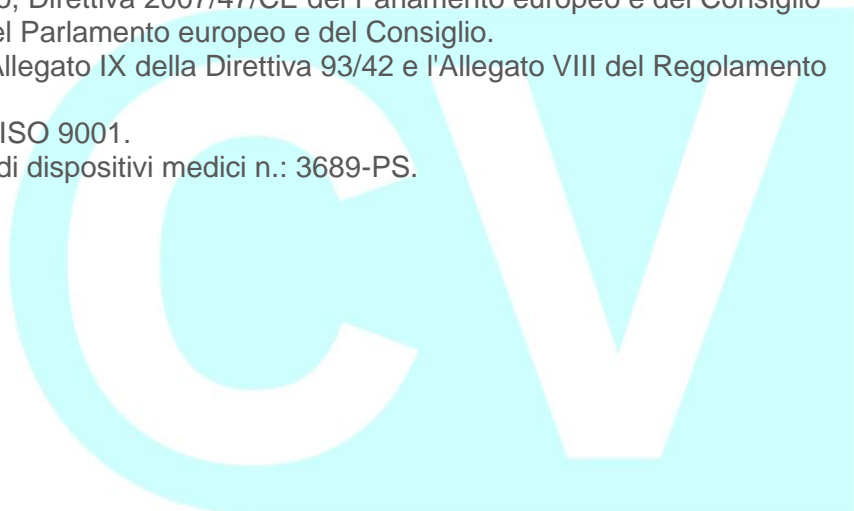 Direttiva 2007/47/CE del Parlamento europeo e del Consiglio
el Parlamento europeo e del Consiglio.
Allegato IX della Direttiva 93/42 e l'Allegato VIII del Regolamento
ISO 9001.
di dispositivi medici n.: 3689-PS.
CV